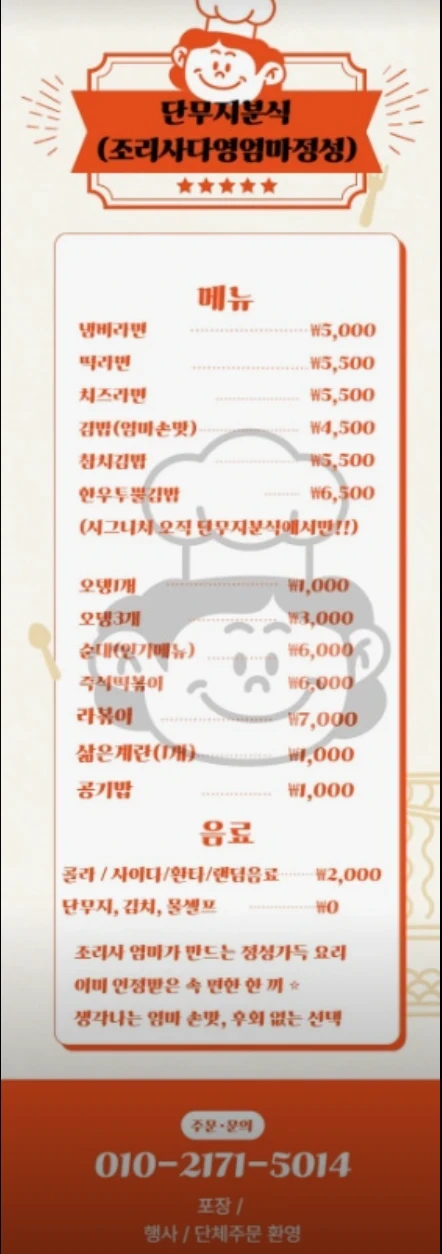 단무지분식
(조리사다영엄마정성)
메뉴
냄비라면 ₩5,000
떡라면 ₩5,500
치즈라면 ₩5,500
김밥(엄마손맛) ₩4,500
참치김밥 ₩5,500
한우두뿔김밥 ₩6,500
(시그니처 오직 단무지분식에서만!!)
오뎅1개 ₩1,000
오뎅3개 ₩3,000
순대(인기메뉴) ₩6,000
즉석떡볶이 ₩6,000
라볶이 ₩7,000
삶은계란(1개) ₩1,000
공기밥 ₩1,000
음료
콜라 / 사이다/환타/랜덤음료 ₩2,000
단무지, 김치, 물셀프 ₩0
조리사 엄마가 만드는 정성가득 요리
이미 인정받은 속 편한 한 끼 ☆
생각나는 엄마 손맛, 후회 없는 선택
주문·문의
010-2171-5014
포장 /
행사 / 단체주문 환영